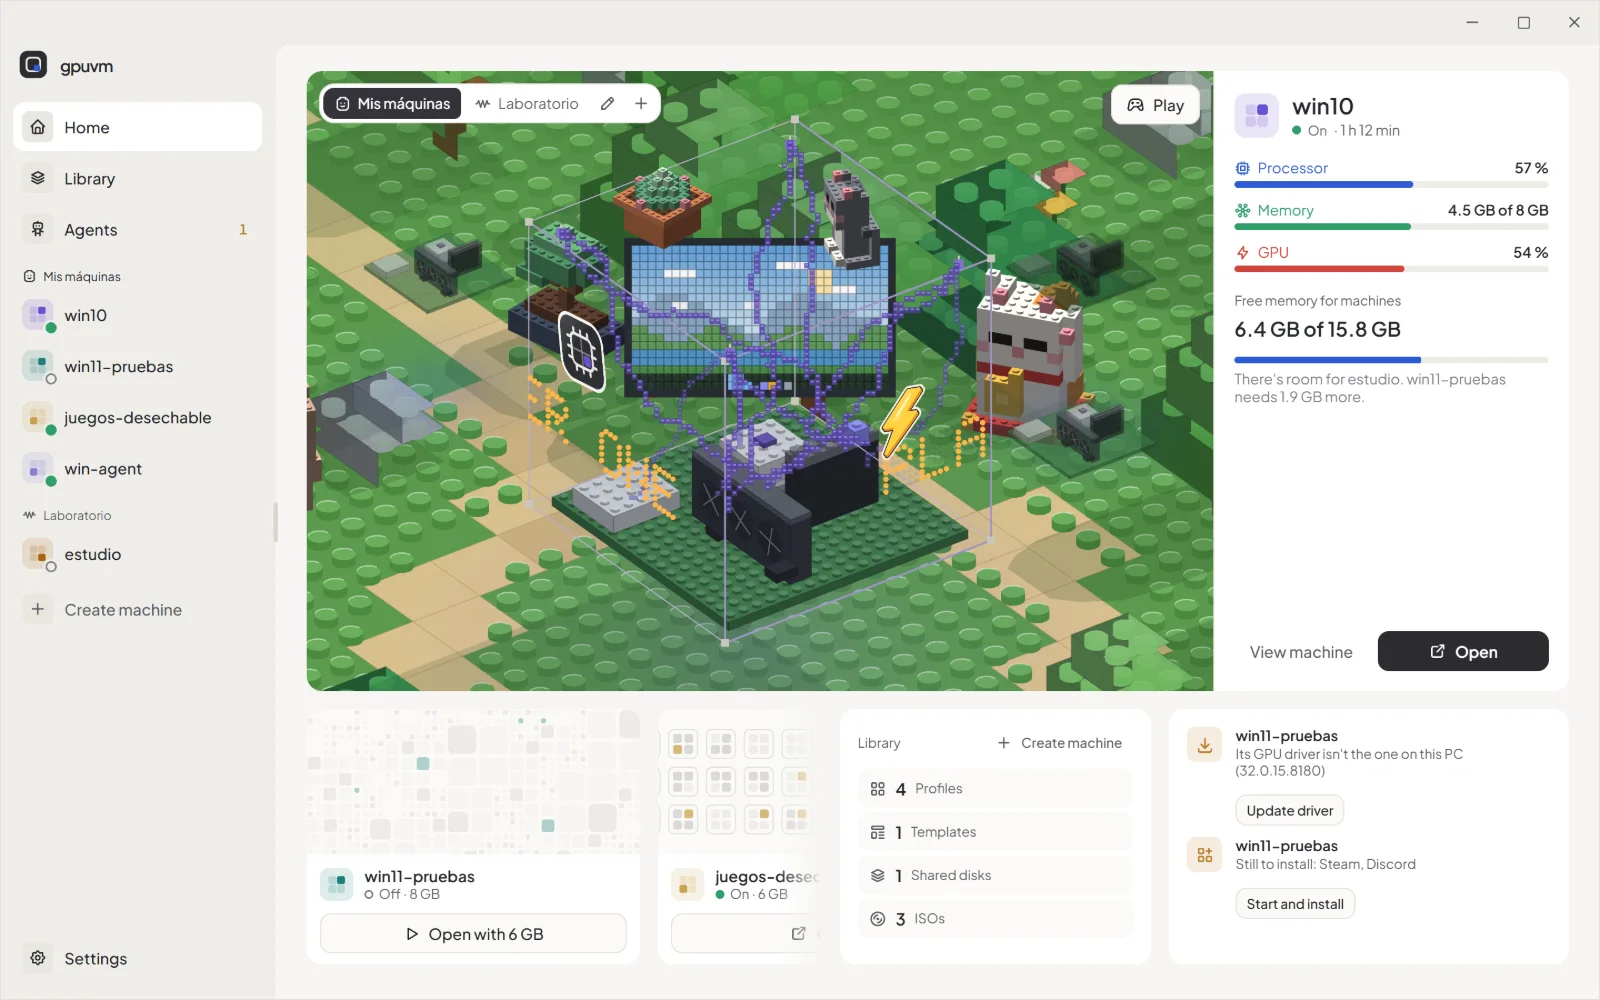 gpuvm
Home
Library
Agents 1
Mis máquinas
win10
win11-pruebas
juegos-desechable
win-agent
Laboratorio
estudio
Create machine
Settings
Mis máquinas
Laboratorio
Play
win10
On · 1 h 12 min
Processor 57 %
Memory 4.5 GB of 8 GB
GPU 54 %
Free memory for machines
6.4 GB of 15.8 GB
There's room for estudio. win11-pruebas
needs 1.9 GB more.
View machine
Open
win11-pruebas
Off · 8 GB
Open with 6 GB
juegos-desec
On · 6 GB
Library
Create machine
4 Profiles
1 Templates
1 Shared disks
3 ISOs
win11-pruebas
Its GPU driver isn't the one on this PC
(32.0.15.8180)
Update driver
win11-pruebas
Still to install: Steam, Discord
Start and install